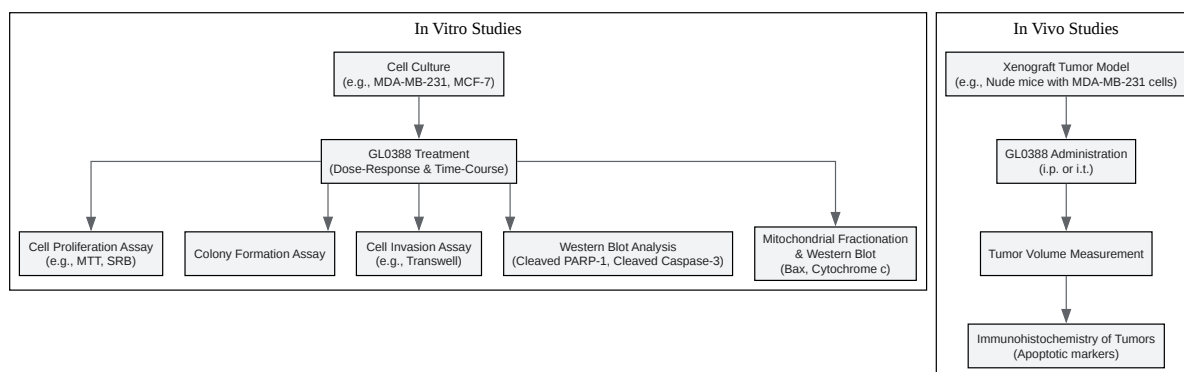 In Vitro Studies
Cell Culture
(e.g., MDA-MB-231, MCF-7)
GL0388 Treatment
(Dose-Response & Time-Course)
Cell Proliferation Assay
(e.g., MTT, SRB)
Colony Formation Assay
Cell Invasion Assay
(e.g., Transwell)
Western Blot Analysis
(Cleaved PARP-1, Cleaved Caspase-3)
Mitochondrial Fractionation
& Western Blot
(Bax, Cytochrome c)
In Vivo Studies
Xenograft Tumor Model
(e.g., Nude mice with MDA-MB-231 cells)
GL0388 Administration
(i.p. or i.t.)
Tumor Volume Measurement
Immunohistochemistry of Tumors
(Apoptotic markers)